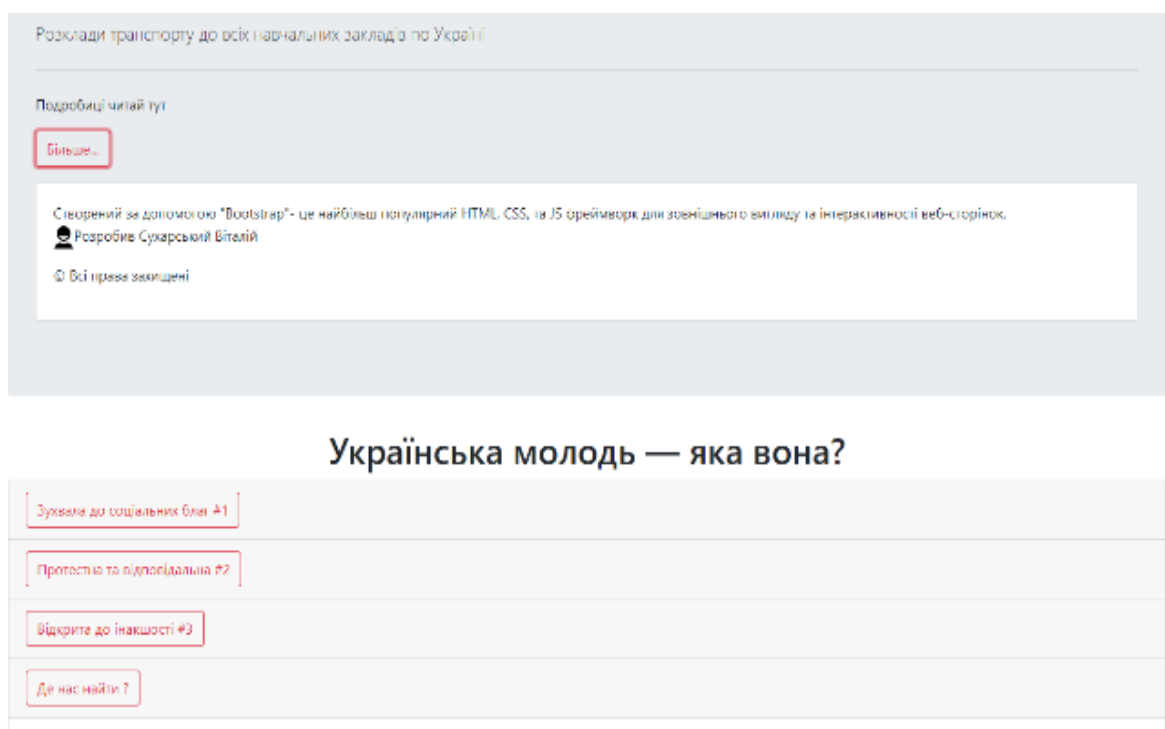 Розклади транспорту до всіх навчальних закладів по Україні
Подробиці читай тут
Більше...
Створений за допомогою "Bootstrap"- це найбільш популярний HTML, CSS, та JS фреймворк для зовнішнього вигляду та інтерактивності веб-сторінок.
Розробив Сухарський Віталій
© Всі права захищені
Українська молодь — яка вона?
Зухвала до соціальних благ #1
Протестна та відповідальна #2
Відкрита до інакшості #3
Де нас найти ?